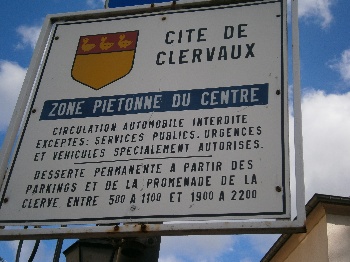 CITE DE
CLERVAUX
ZONE PIETONNE DU CENTRE
CIRCULATION AUTOMOBILE INTERDITE
EXCEPTES: SERVICES PUBLICS, URGENCES
ET VEHICULES SPECIALEMENT AUTORISES.
DESSERTE PERMANENTE A PARTIR DES
PARKINGS ET DE LA PROMENADE DE LA
CLERVE, ENTRE 500 A 1100 ET 1900 A 2200